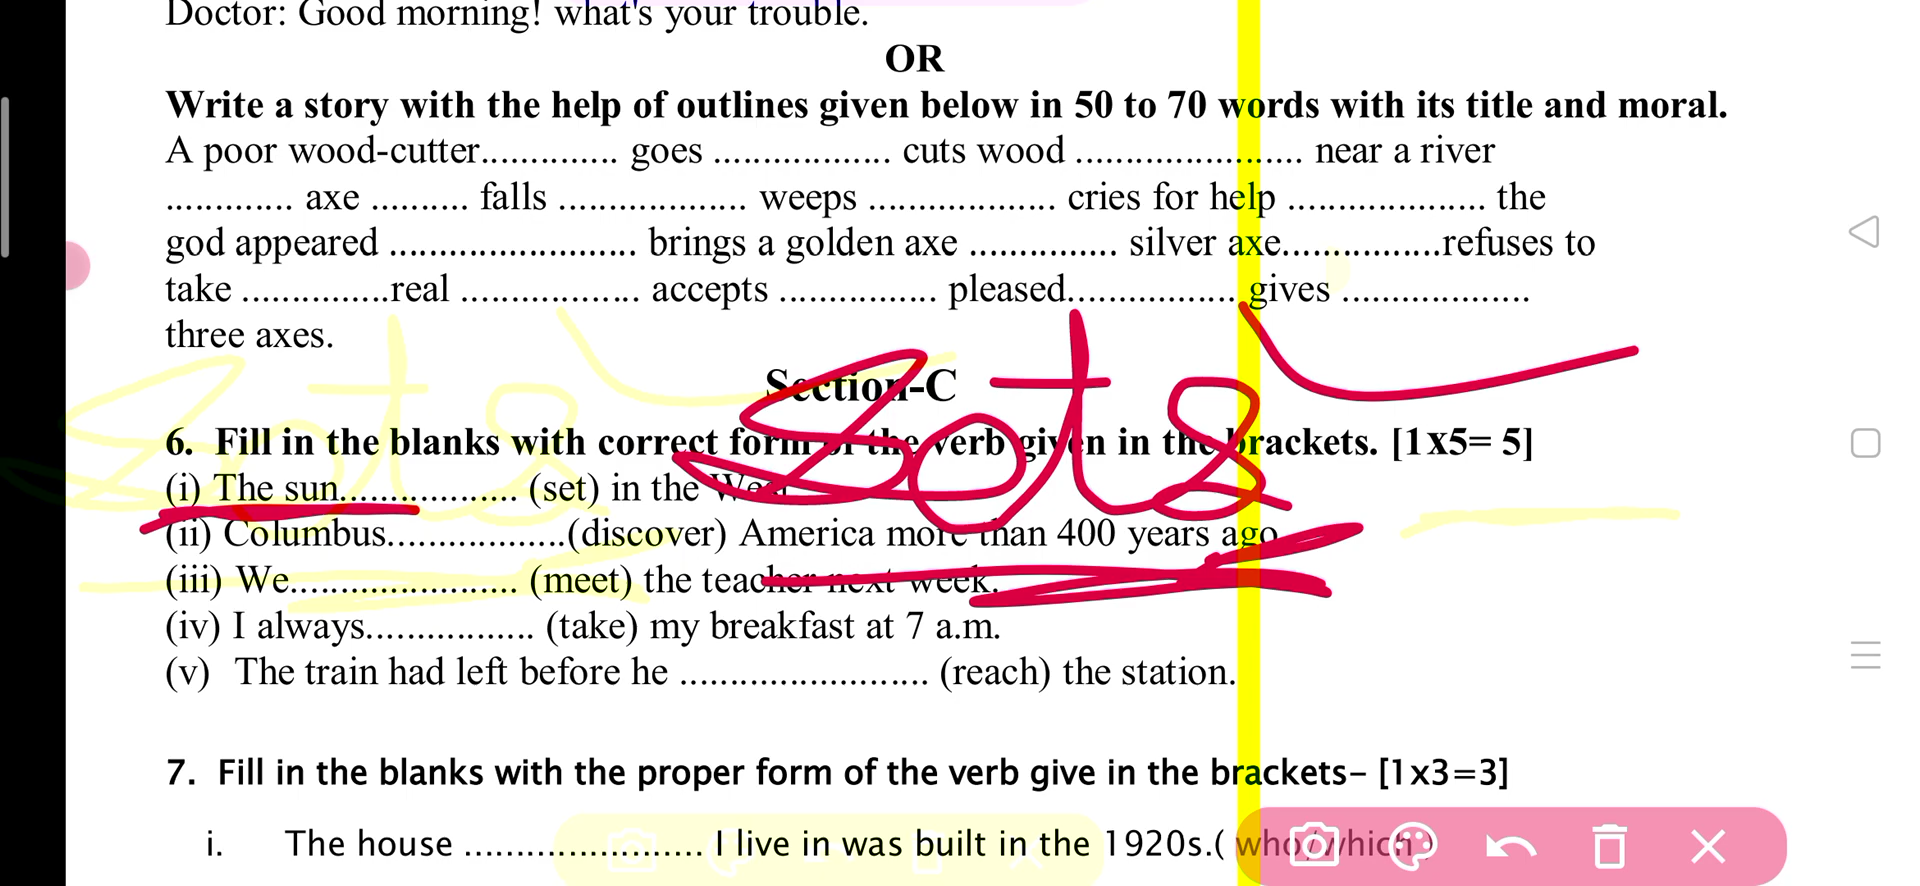 Doctor: Good morning! what's your trouble.
OR
Write a story with the help of outlines given below in 50 to 70 words with its title and moral.
A poor wood-cutter.............. goes .................. cuts wood ....................... near a river
............. axe .......... falls ................... weeps ................... cries for help .................... the
god appeared ......................... brings a golden axe ............... silver axe................refuses to
take ...............real .................. accepts ................ pleased................. gives ...................
three axes.
Section-C
6. Fill in the blanks with correct form of the verb given in the brackets. [1x5= 5]
(i) The sun.................. (set) in the West
(ii) Columbus..................(discover) America more than 400 years ago
(iii) We....................... (meet) the teacher next week.
(iv) I always................. (take) my breakfast at 7 a.m.
(v) The train had left before he ......................... (reach) the station.
sets
7. Fill in the blanks with the proper form of the verb give in the brackets- [1x3=3]
i. The house ........................ I live in was built in the 1920s.( who/which )